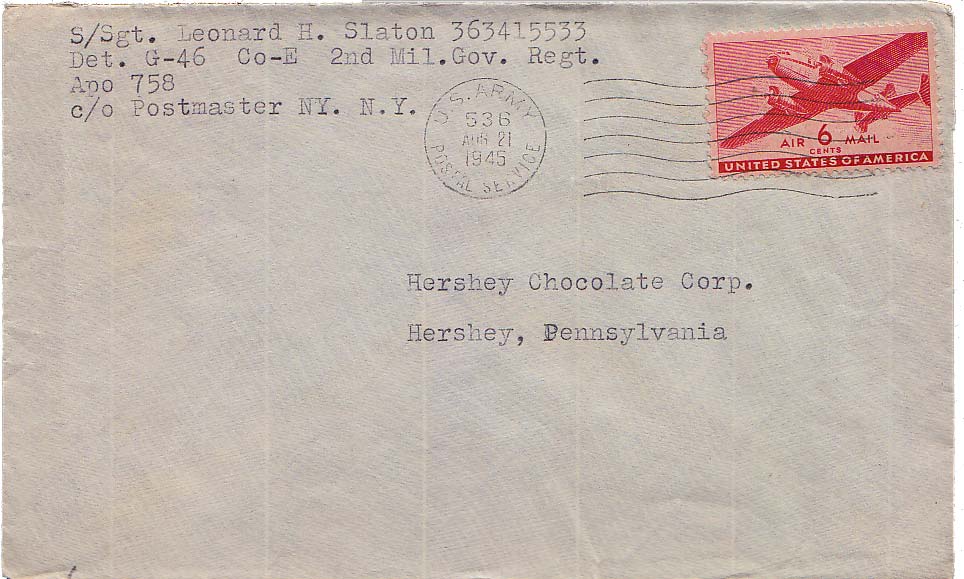 S/Sgt. Leonard H. Slaton 363415533
Det. G-46 Co-E 2nd Mil.Gov. Regt.
Apo 758
c/o Postmaster NY. N.Y.
U.S. ARMY
536
AUG 21
1945
POSTAL SERVICE
AIR 6 MAIL
CENTS
UNITED STATES OF AMERICA
Hershey Chocolate Corp.
Hershey, Pennsylvania